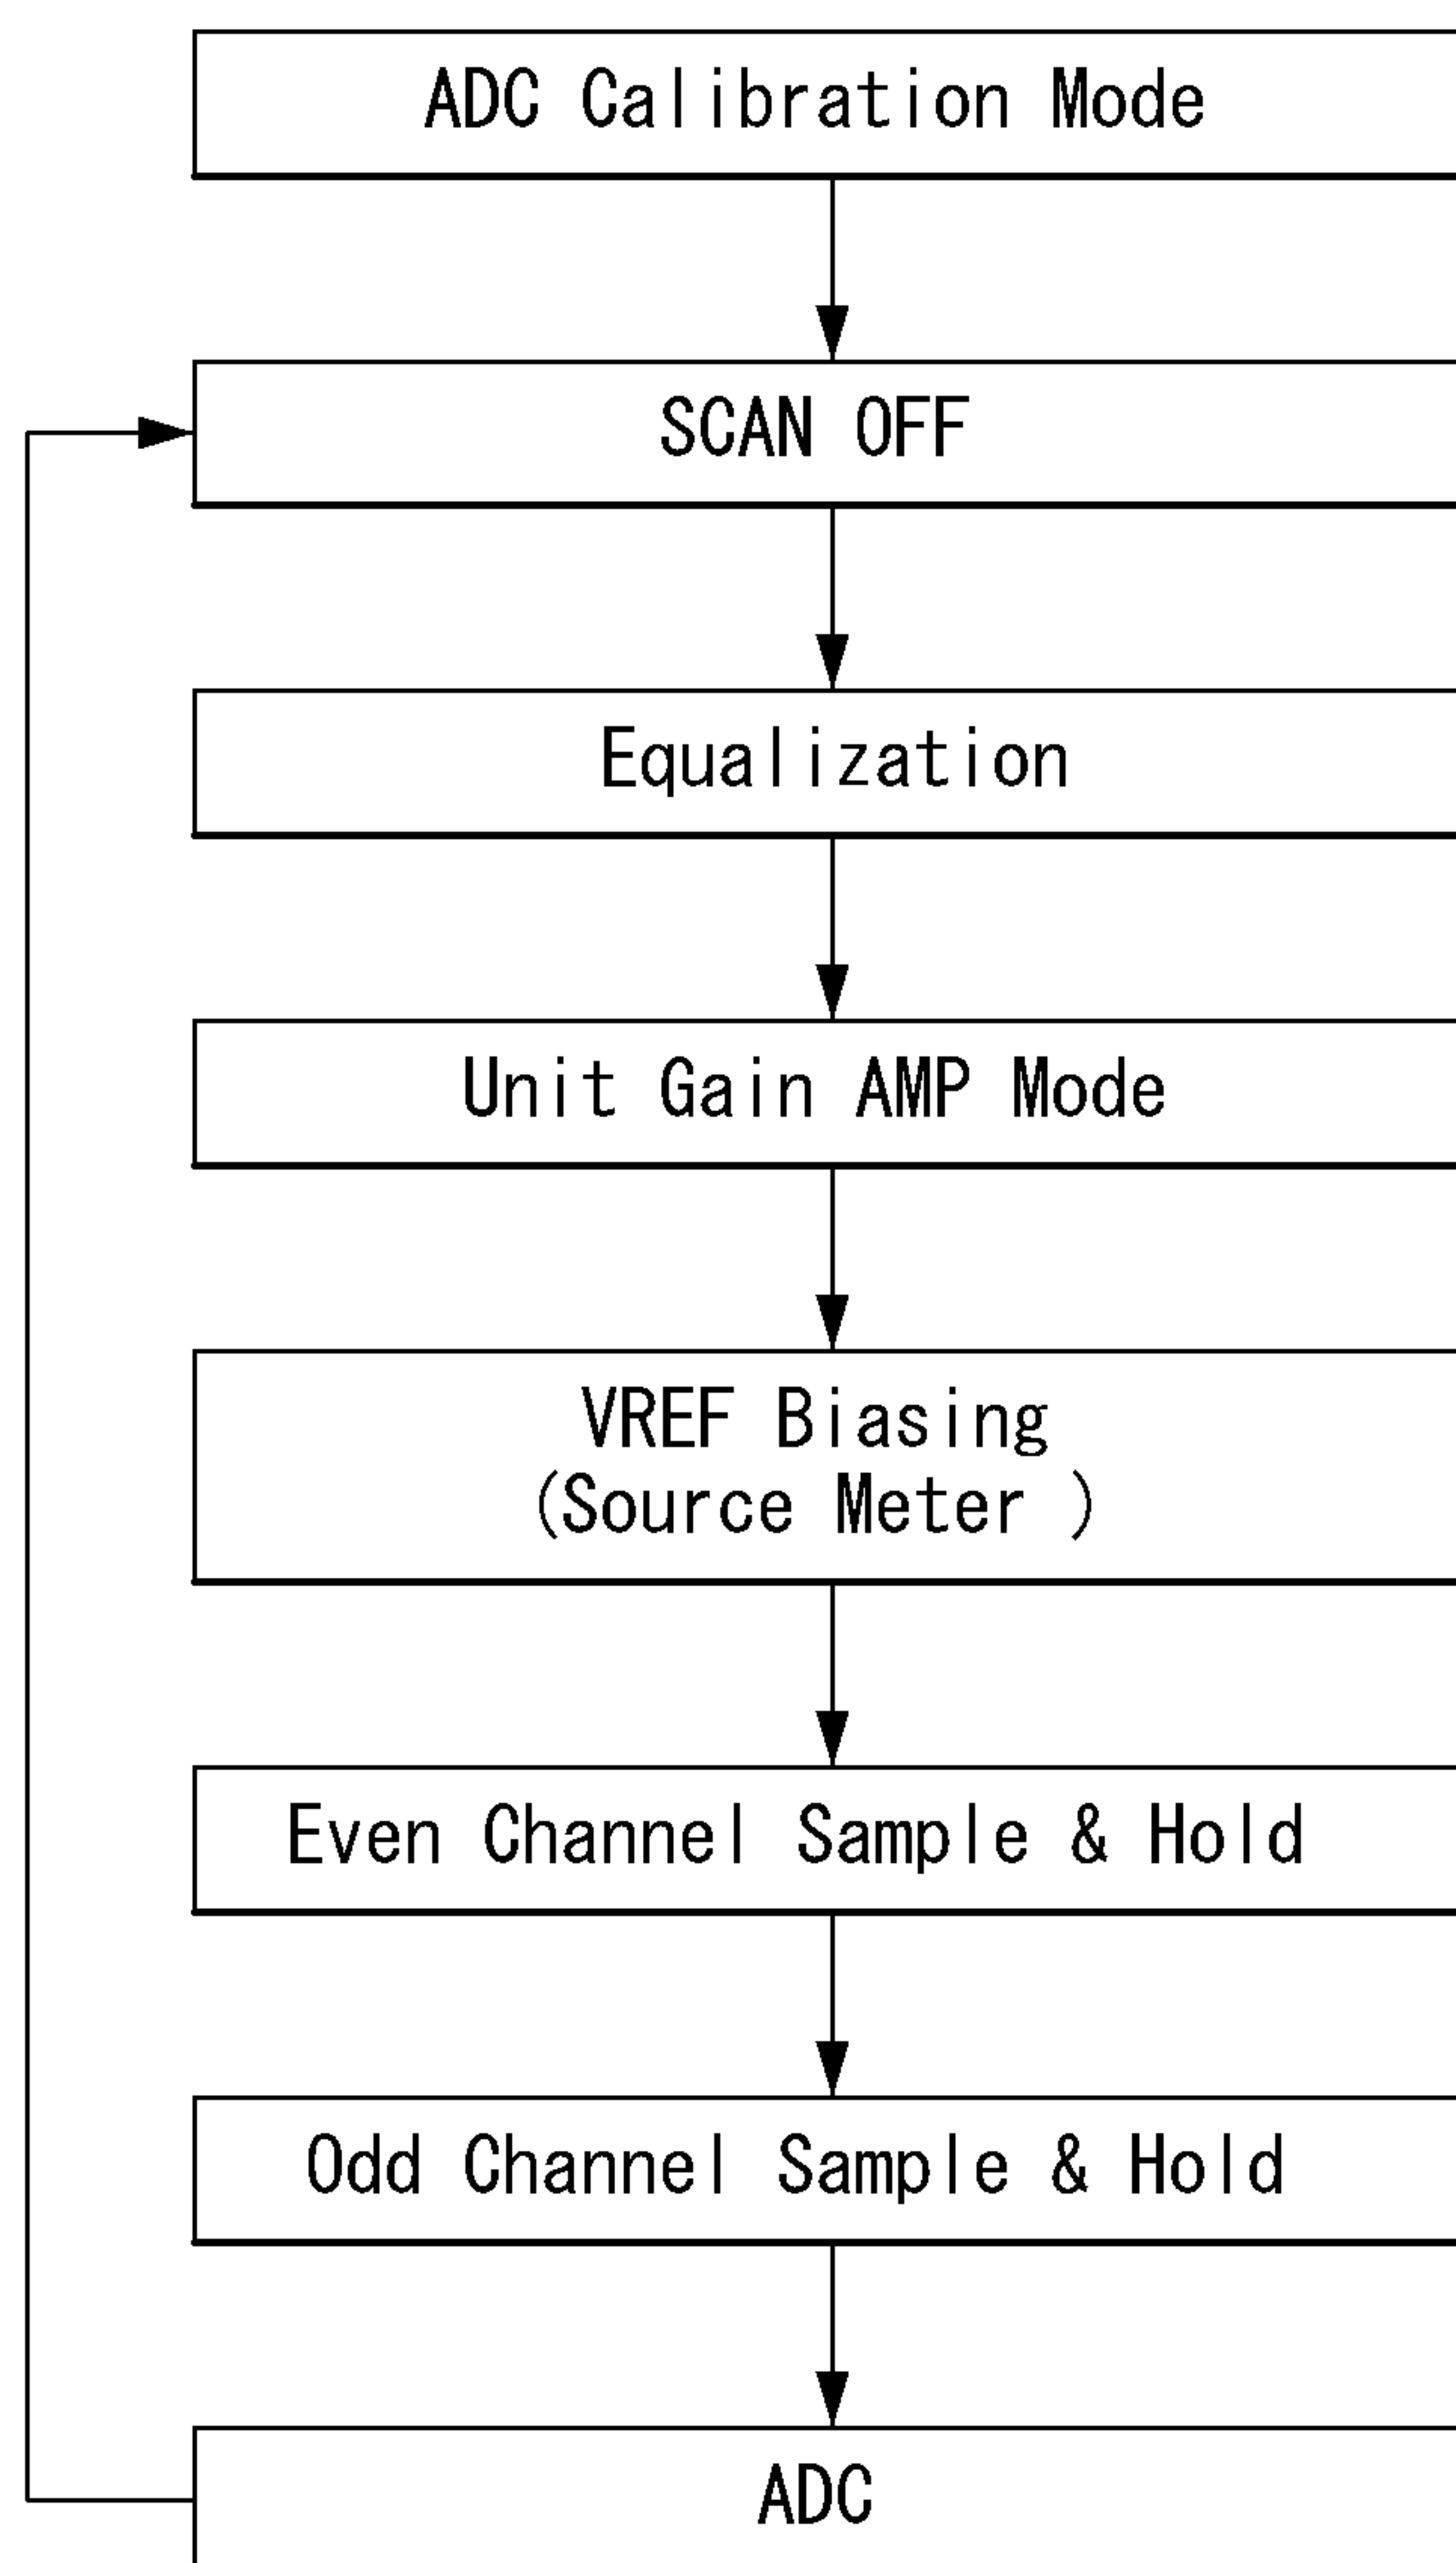 ADC Calibration Mode
SCAN OFF
Equalization
Unit Gain AMP Mode
VREF Biasing
(Source Meter )
Even Channel Sample & Hold
Odd Channel Sample & Hold
ADC